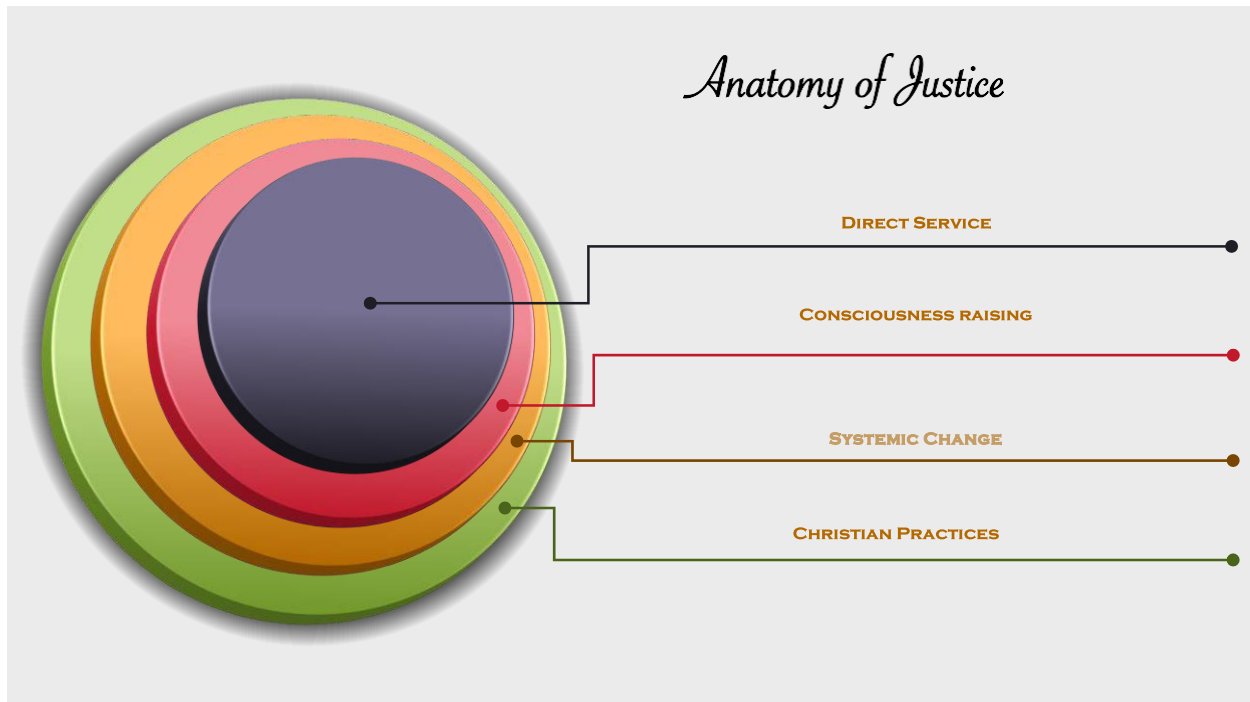 Anatomy of Justice
Direct Service
Consciousness raising
Systemic Change
Christian Practices